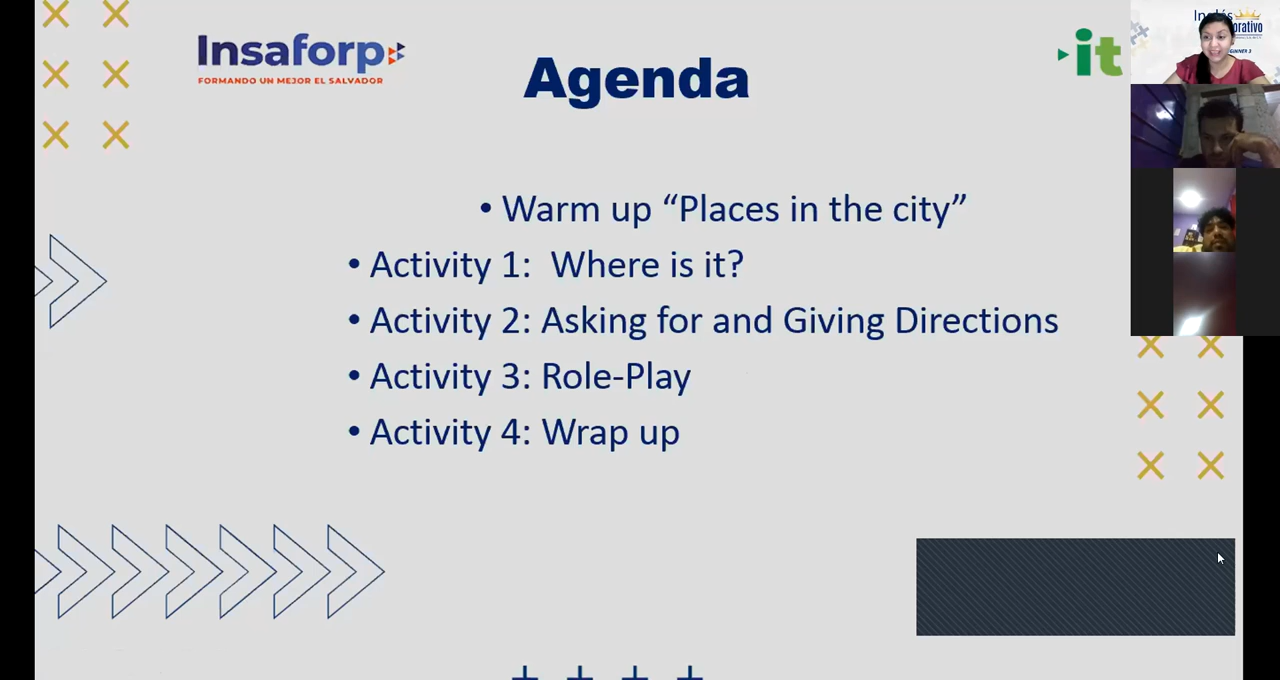 Insaforp
FORMANDO UN MEJOR EL SALVADOR
Agenda
it
• Warm up “Places in the city”
• Activity 1:  Where is it?
• Activity 2: Asking for and Giving Directions
• Activity 3: Role-Play
• Activity 4: Wrap up